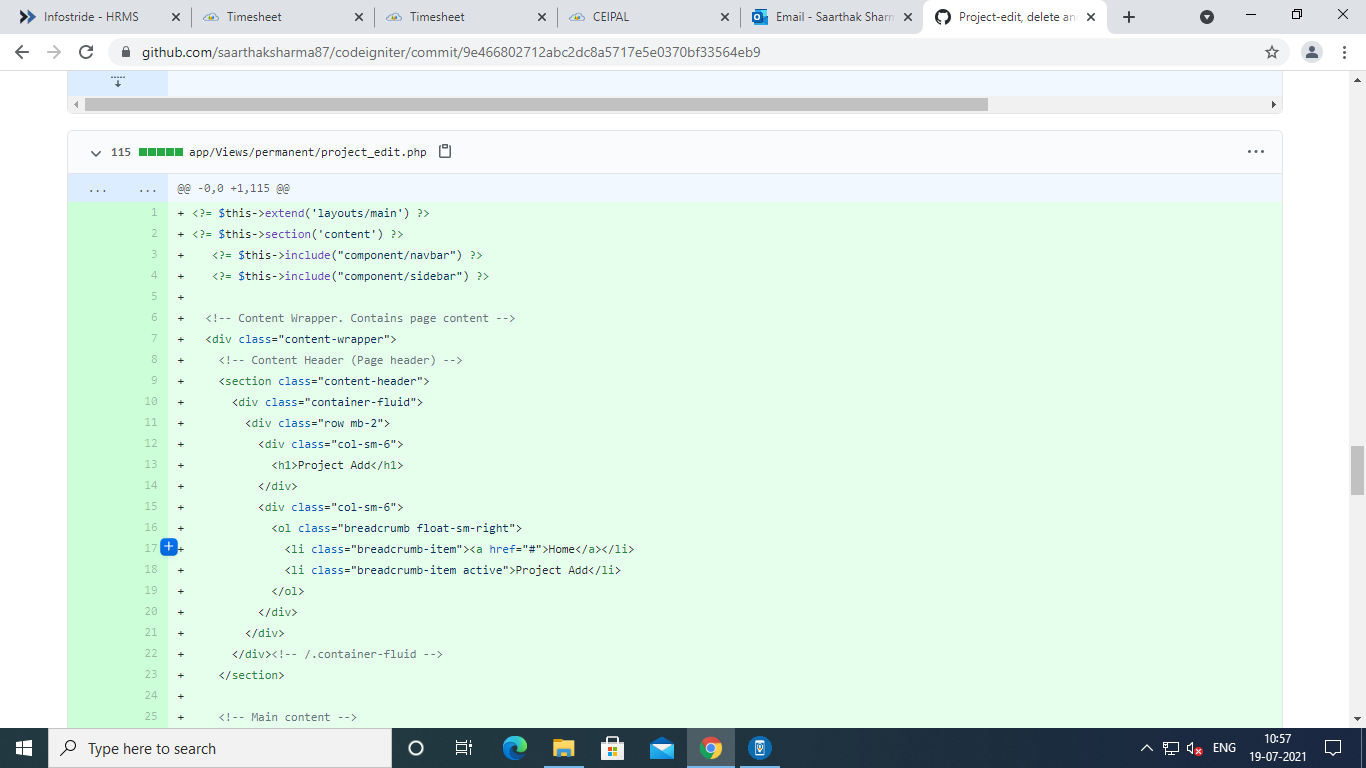 Infostride - HRMS
Timesheet
Timesheet
CEIPAL
Email - Saarthak Sharm
Project-edit, delete an
github.com/saarthaksharma87/codeigniter/commit/9e466802712abc2dc8a5717e5e0370bf33564eb9
115 app/Views/permanent/project_edit.php
... ... @@ -0,0 +1,115 @@
1 + <?= $this->extend('layouts/main') ?>
2 + <?= $this->section('content') ?>
3 + <?= $this->include("component/navbar") ?>
4 + <?= $this->include("component/sidebar") ?>
5 +
6 + <!-- Content Wrapper. Contains page content -->
7 + <div class="content-wrapper">
8 + <!-- Content Header (Page header) -->
9 + <section class="content-header">
10 + <div class="container-fluid">
11 + <div class="row mb-2">
12 + <div class="col-sm-6">
13 + <h1>Project Add</h1>
14 + </div>
15 + <div class="col-sm-6">
16 + <ol class="breadcrumb float-sm-right">
17 + <li class="breadcrumb-item"><a href="#">Home</a></li>
18 + <li class="breadcrumb-item active">Project Add</li>
19 + </ol>
20 + </div>
21 + </div>
22 + </div><!-- /.container-fluid -->
23 + </section>
24 +
25 + <!-- Main content -->
Type here to search
ENG
10:57
19-07-2021